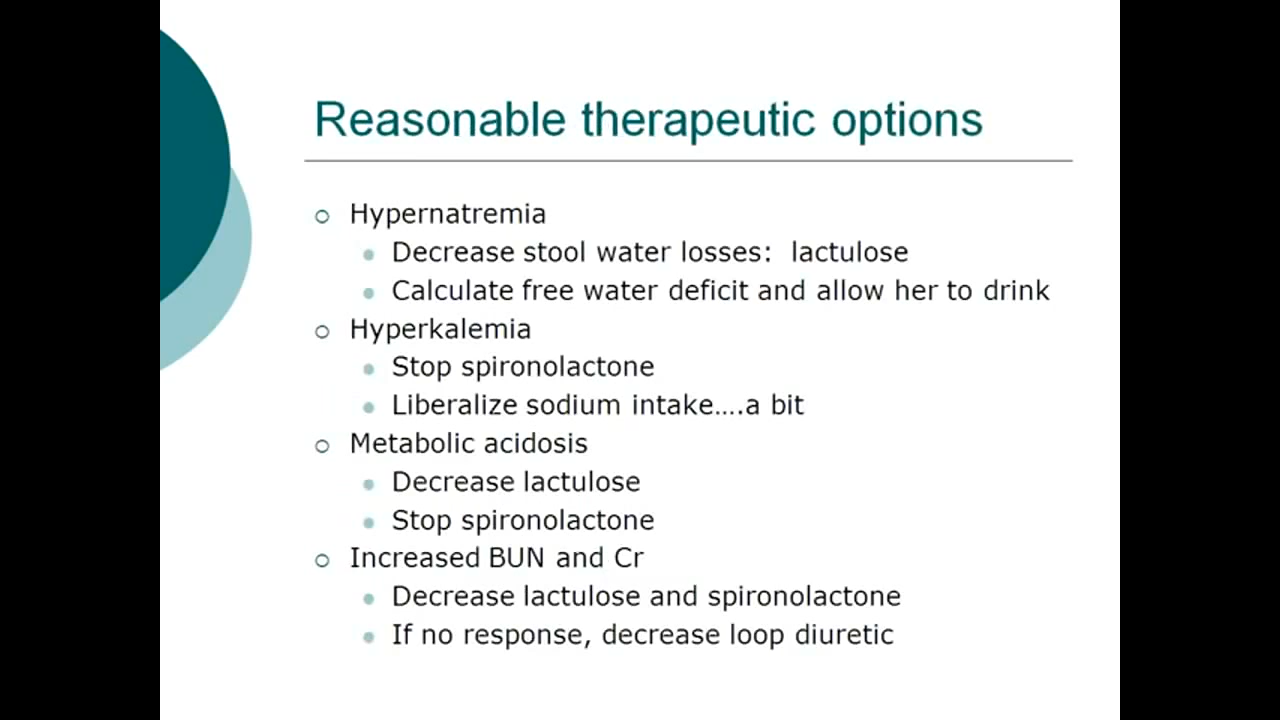 Reasonable therapeutic options
Hypernatremia
Decrease stool water losses:  lactulose
Calculate free water deficit and allow her to drink
Hyperkalemia
Stop spironolactone
Liberalize sodium intake….a bit
Metabolic acidosis
Decrease lactulose
Stop spironolactone
Increased BUN and Cr
Decrease lactulose and spironolactone
If no response, decrease loop diuretic